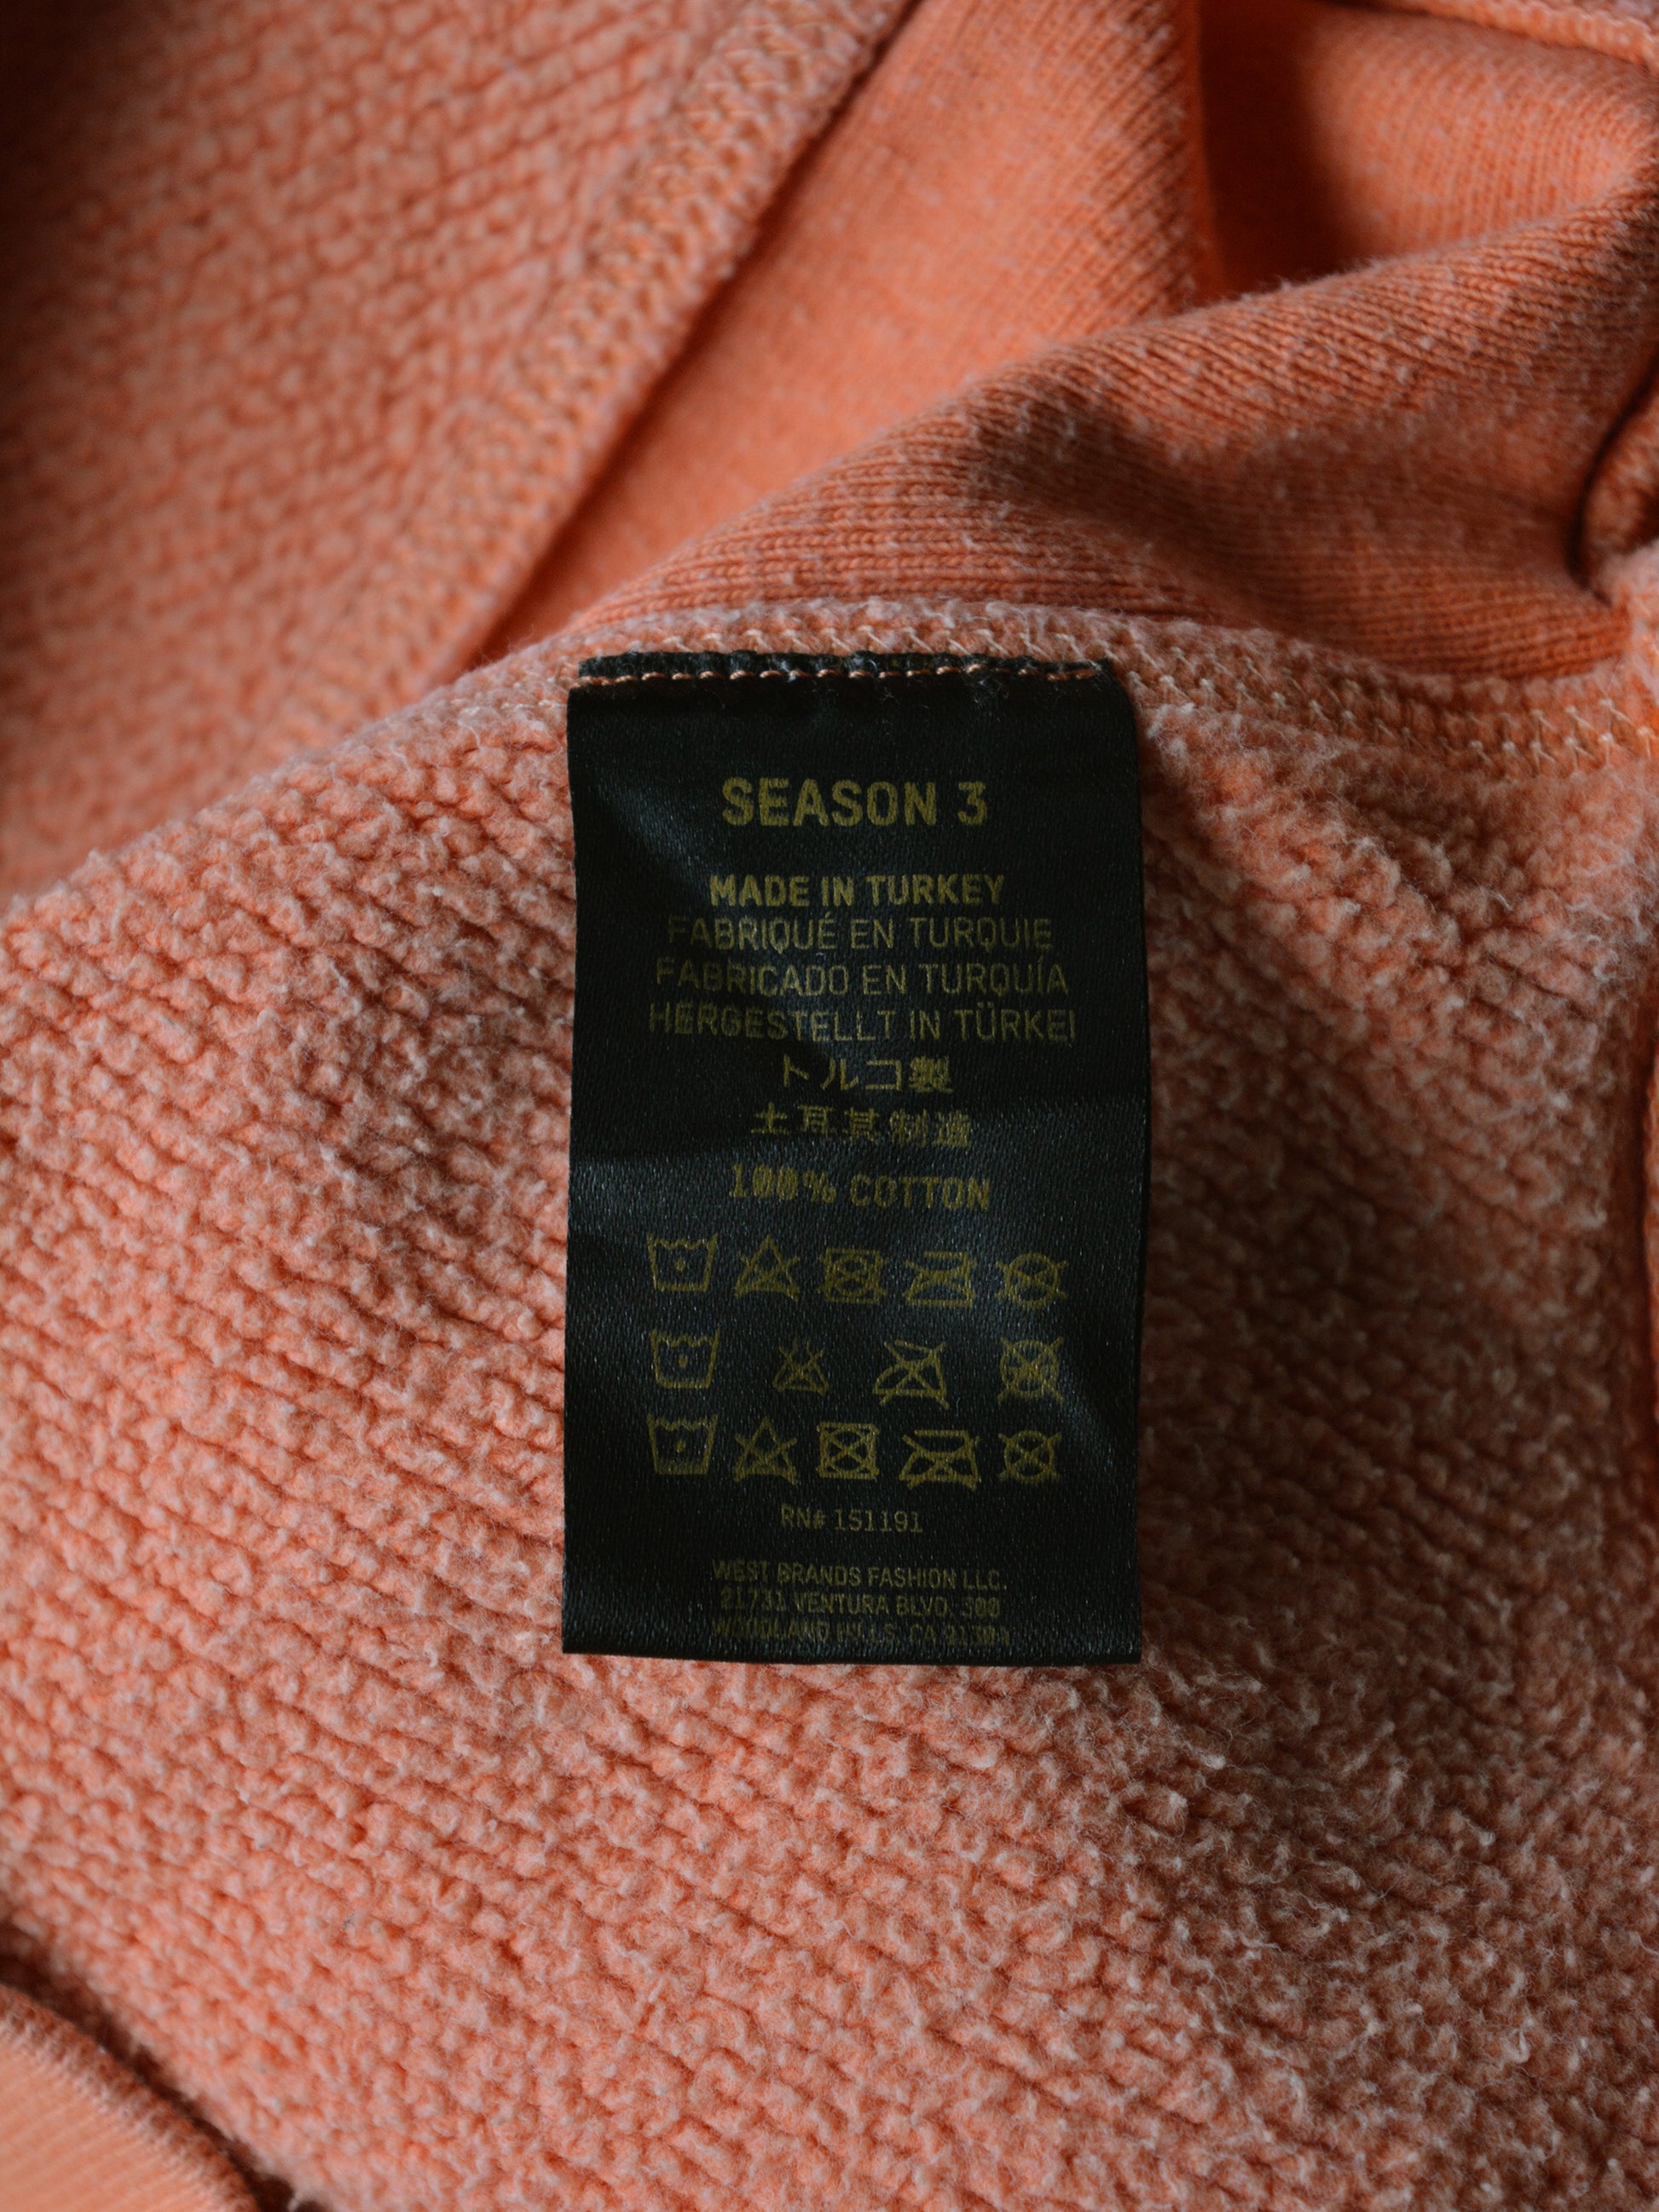 SEASON 3
MADE IN TURKEY
FABRIQUÉ EN TURQUIE
FABRICADO EN TURQUÍA
HERGESTELLT IN TÜRKEI
トルコ製
土耳其制造
100% COTTON
RN# 151191
WEST BRANDS FASHION LLC.
21731 VENTURA BLVD. 300
WOODLAND HILLS, CA 91364